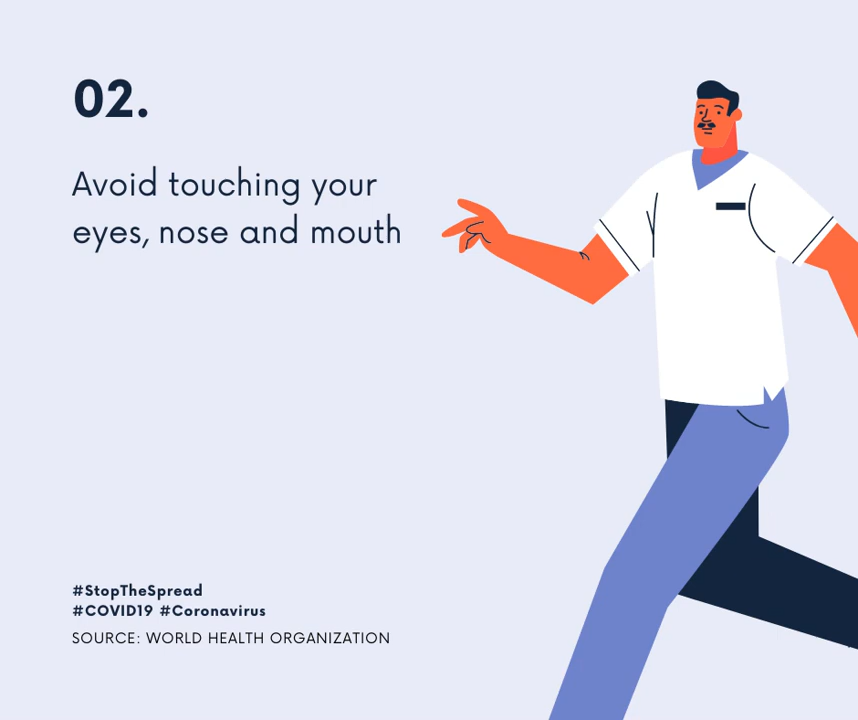 02.
Avoid touching your
eyes, nose and mouth
#StopTheSpread
#COVID19 #Coronavirus
SOURCE: WORLD HEALTH ORGANIZATION